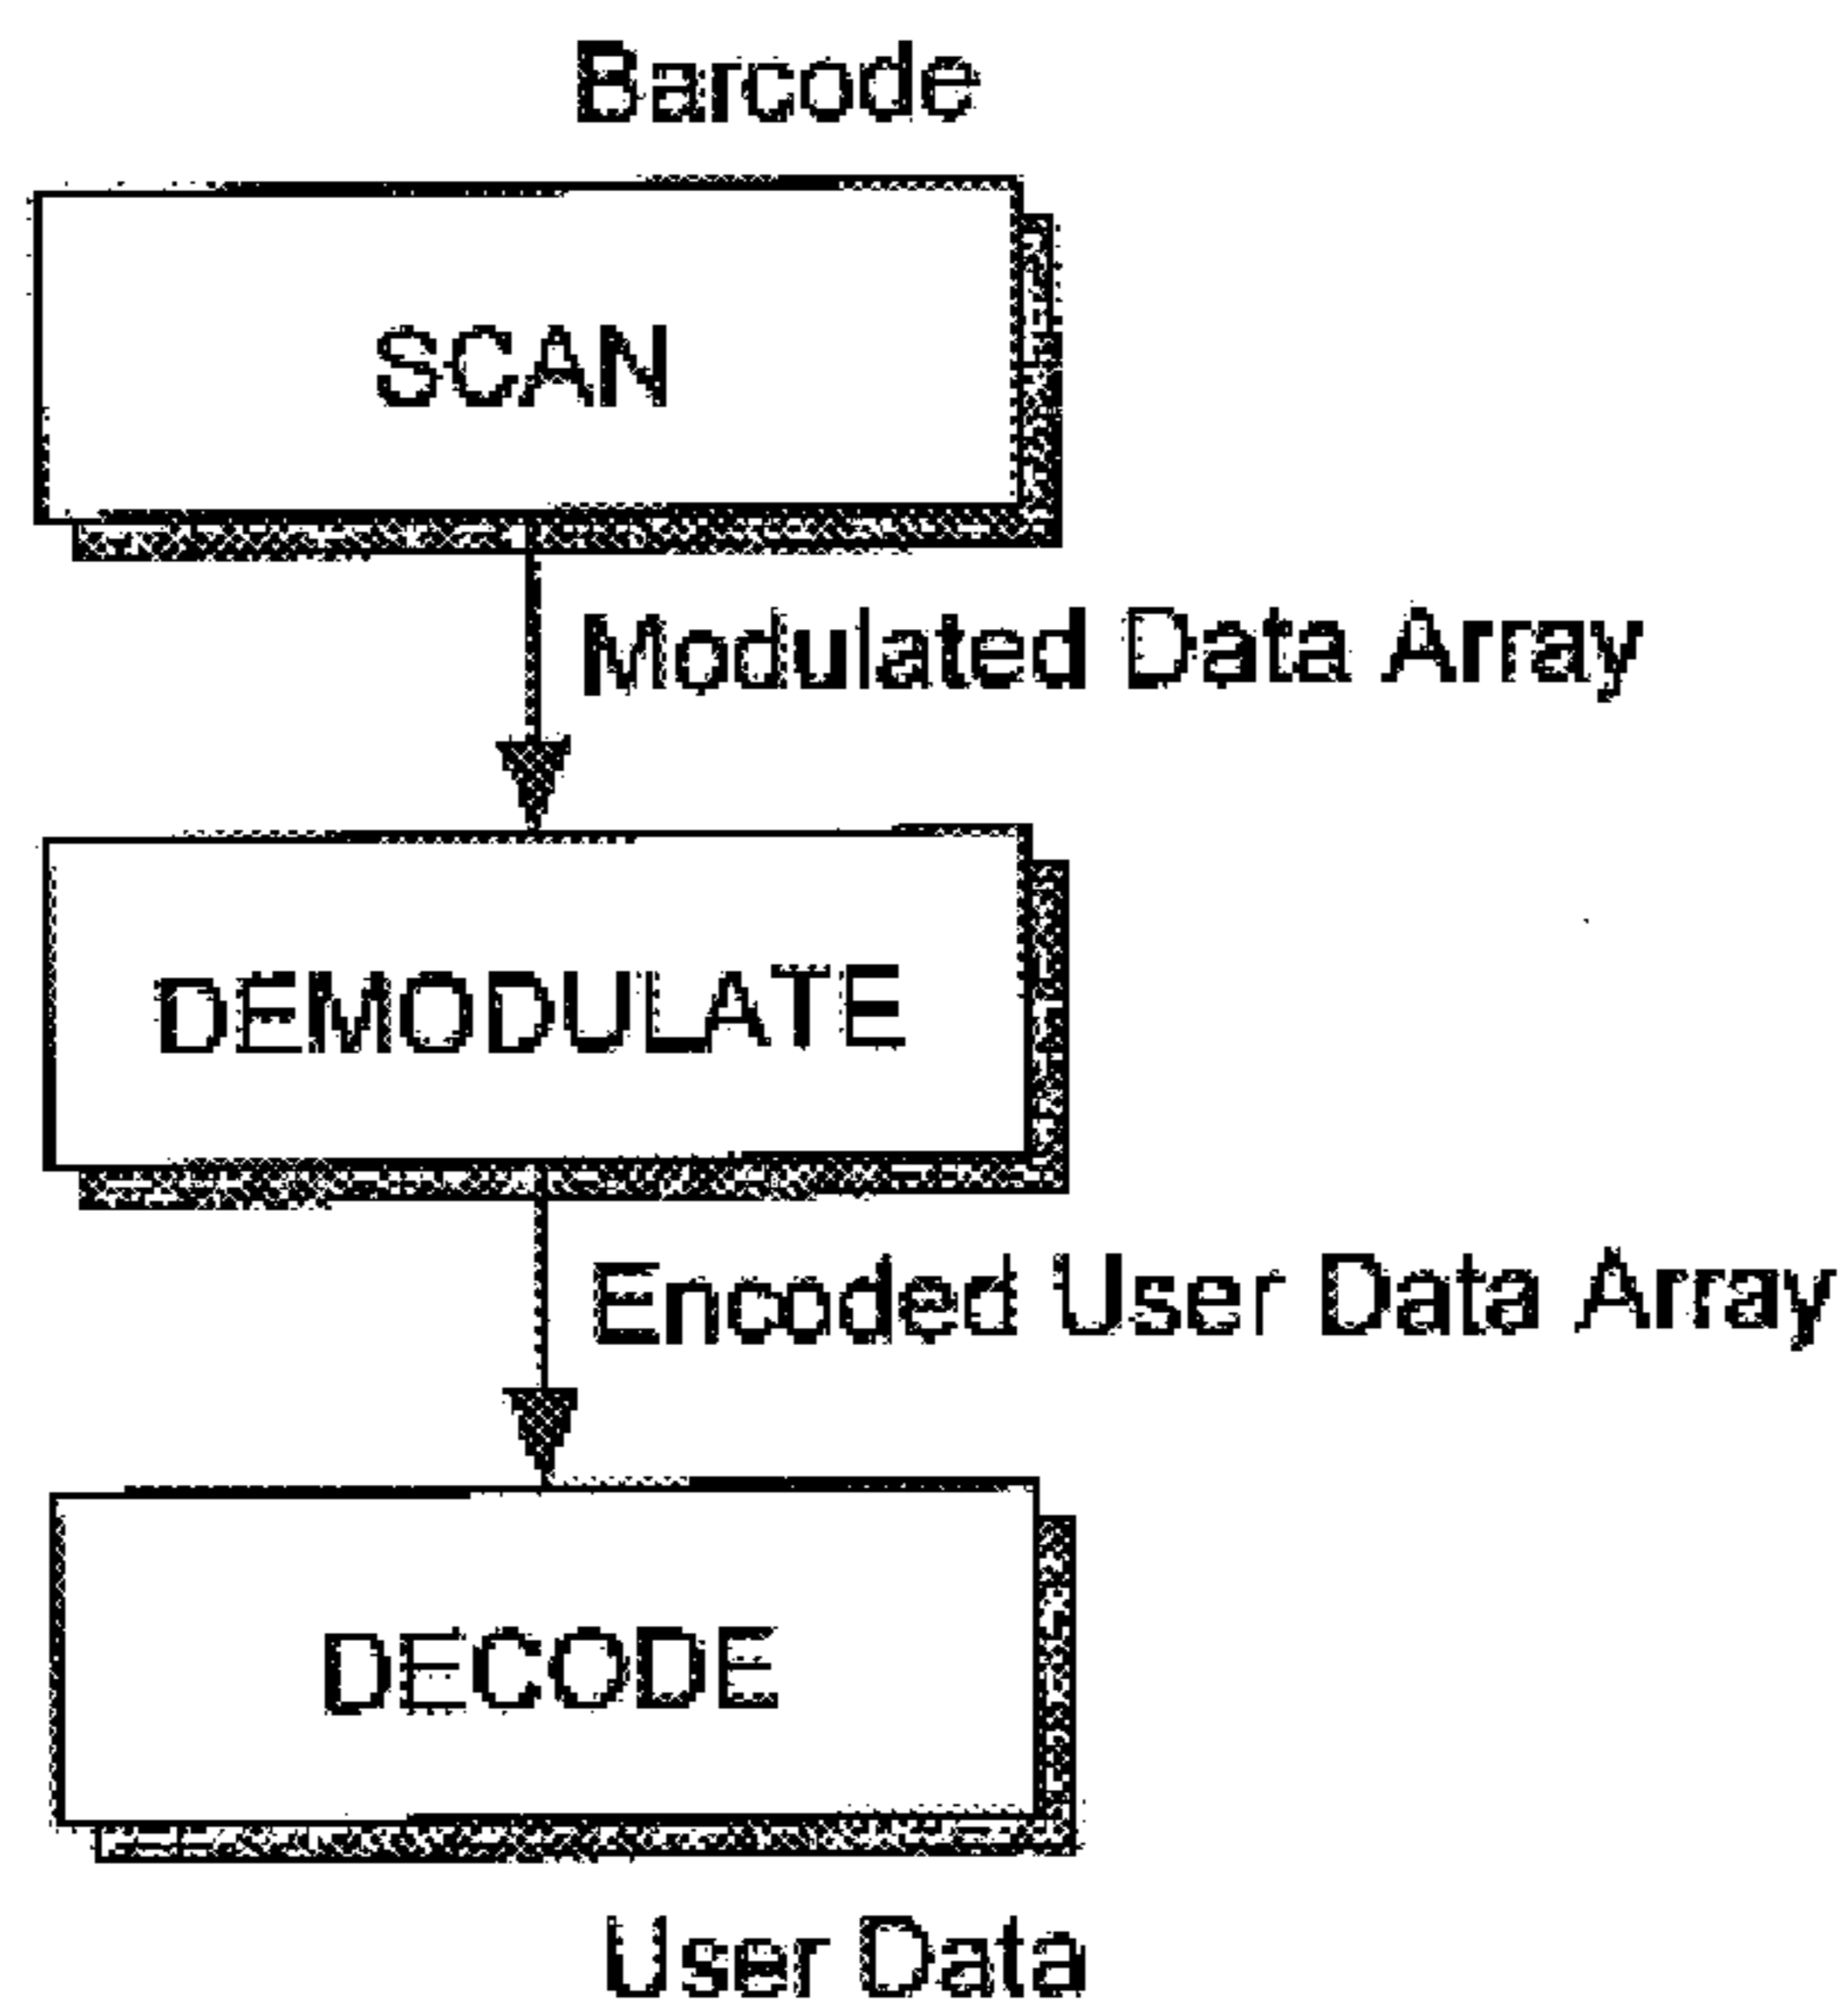 Barcode
SCAN
Modulated Data Array
DEMODULATE
Encoded User Data Array
DECODE
User Data